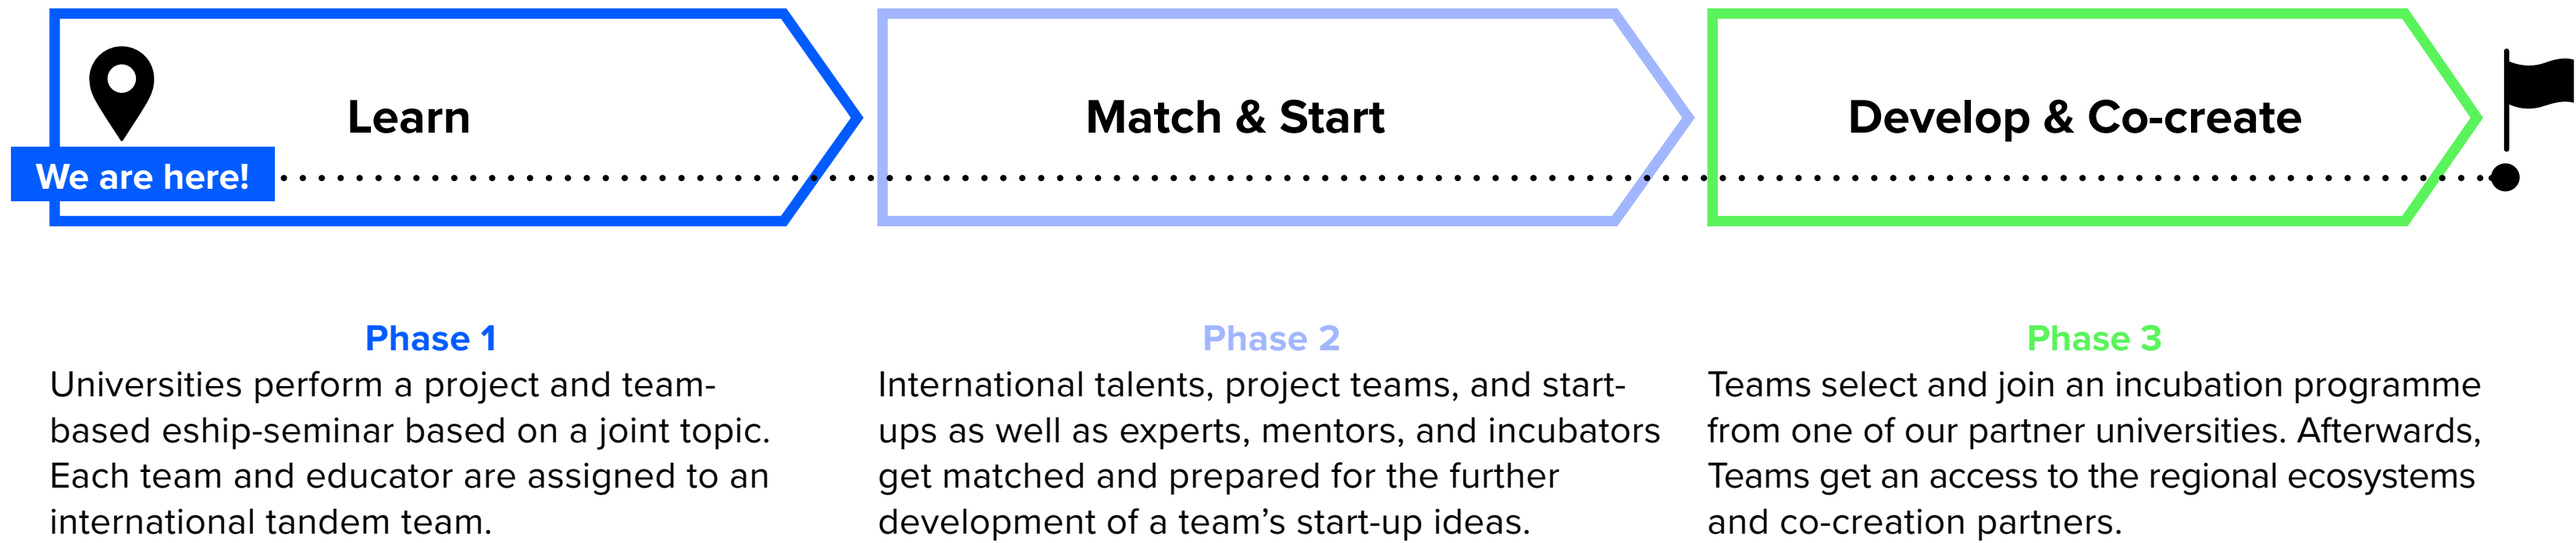 Learn
We are here!
Match & Start
Develop & Co-create
Phase 1
Universities perform a project and team-
based eship-seminar based on a joint topic.
Each team and educator are assigned to an
international tandem team.
Phase 2
International talents, project teams, and start-
ups as well as experts, mentors, and incubators
get matched and prepared for the further
development of a team’s start-up ideas.
Phase 3
Teams select and join an incubation programme
from one of our partner universities. Afterwards,
Teams get an access to the regional ecosystems
and co-creation partners.